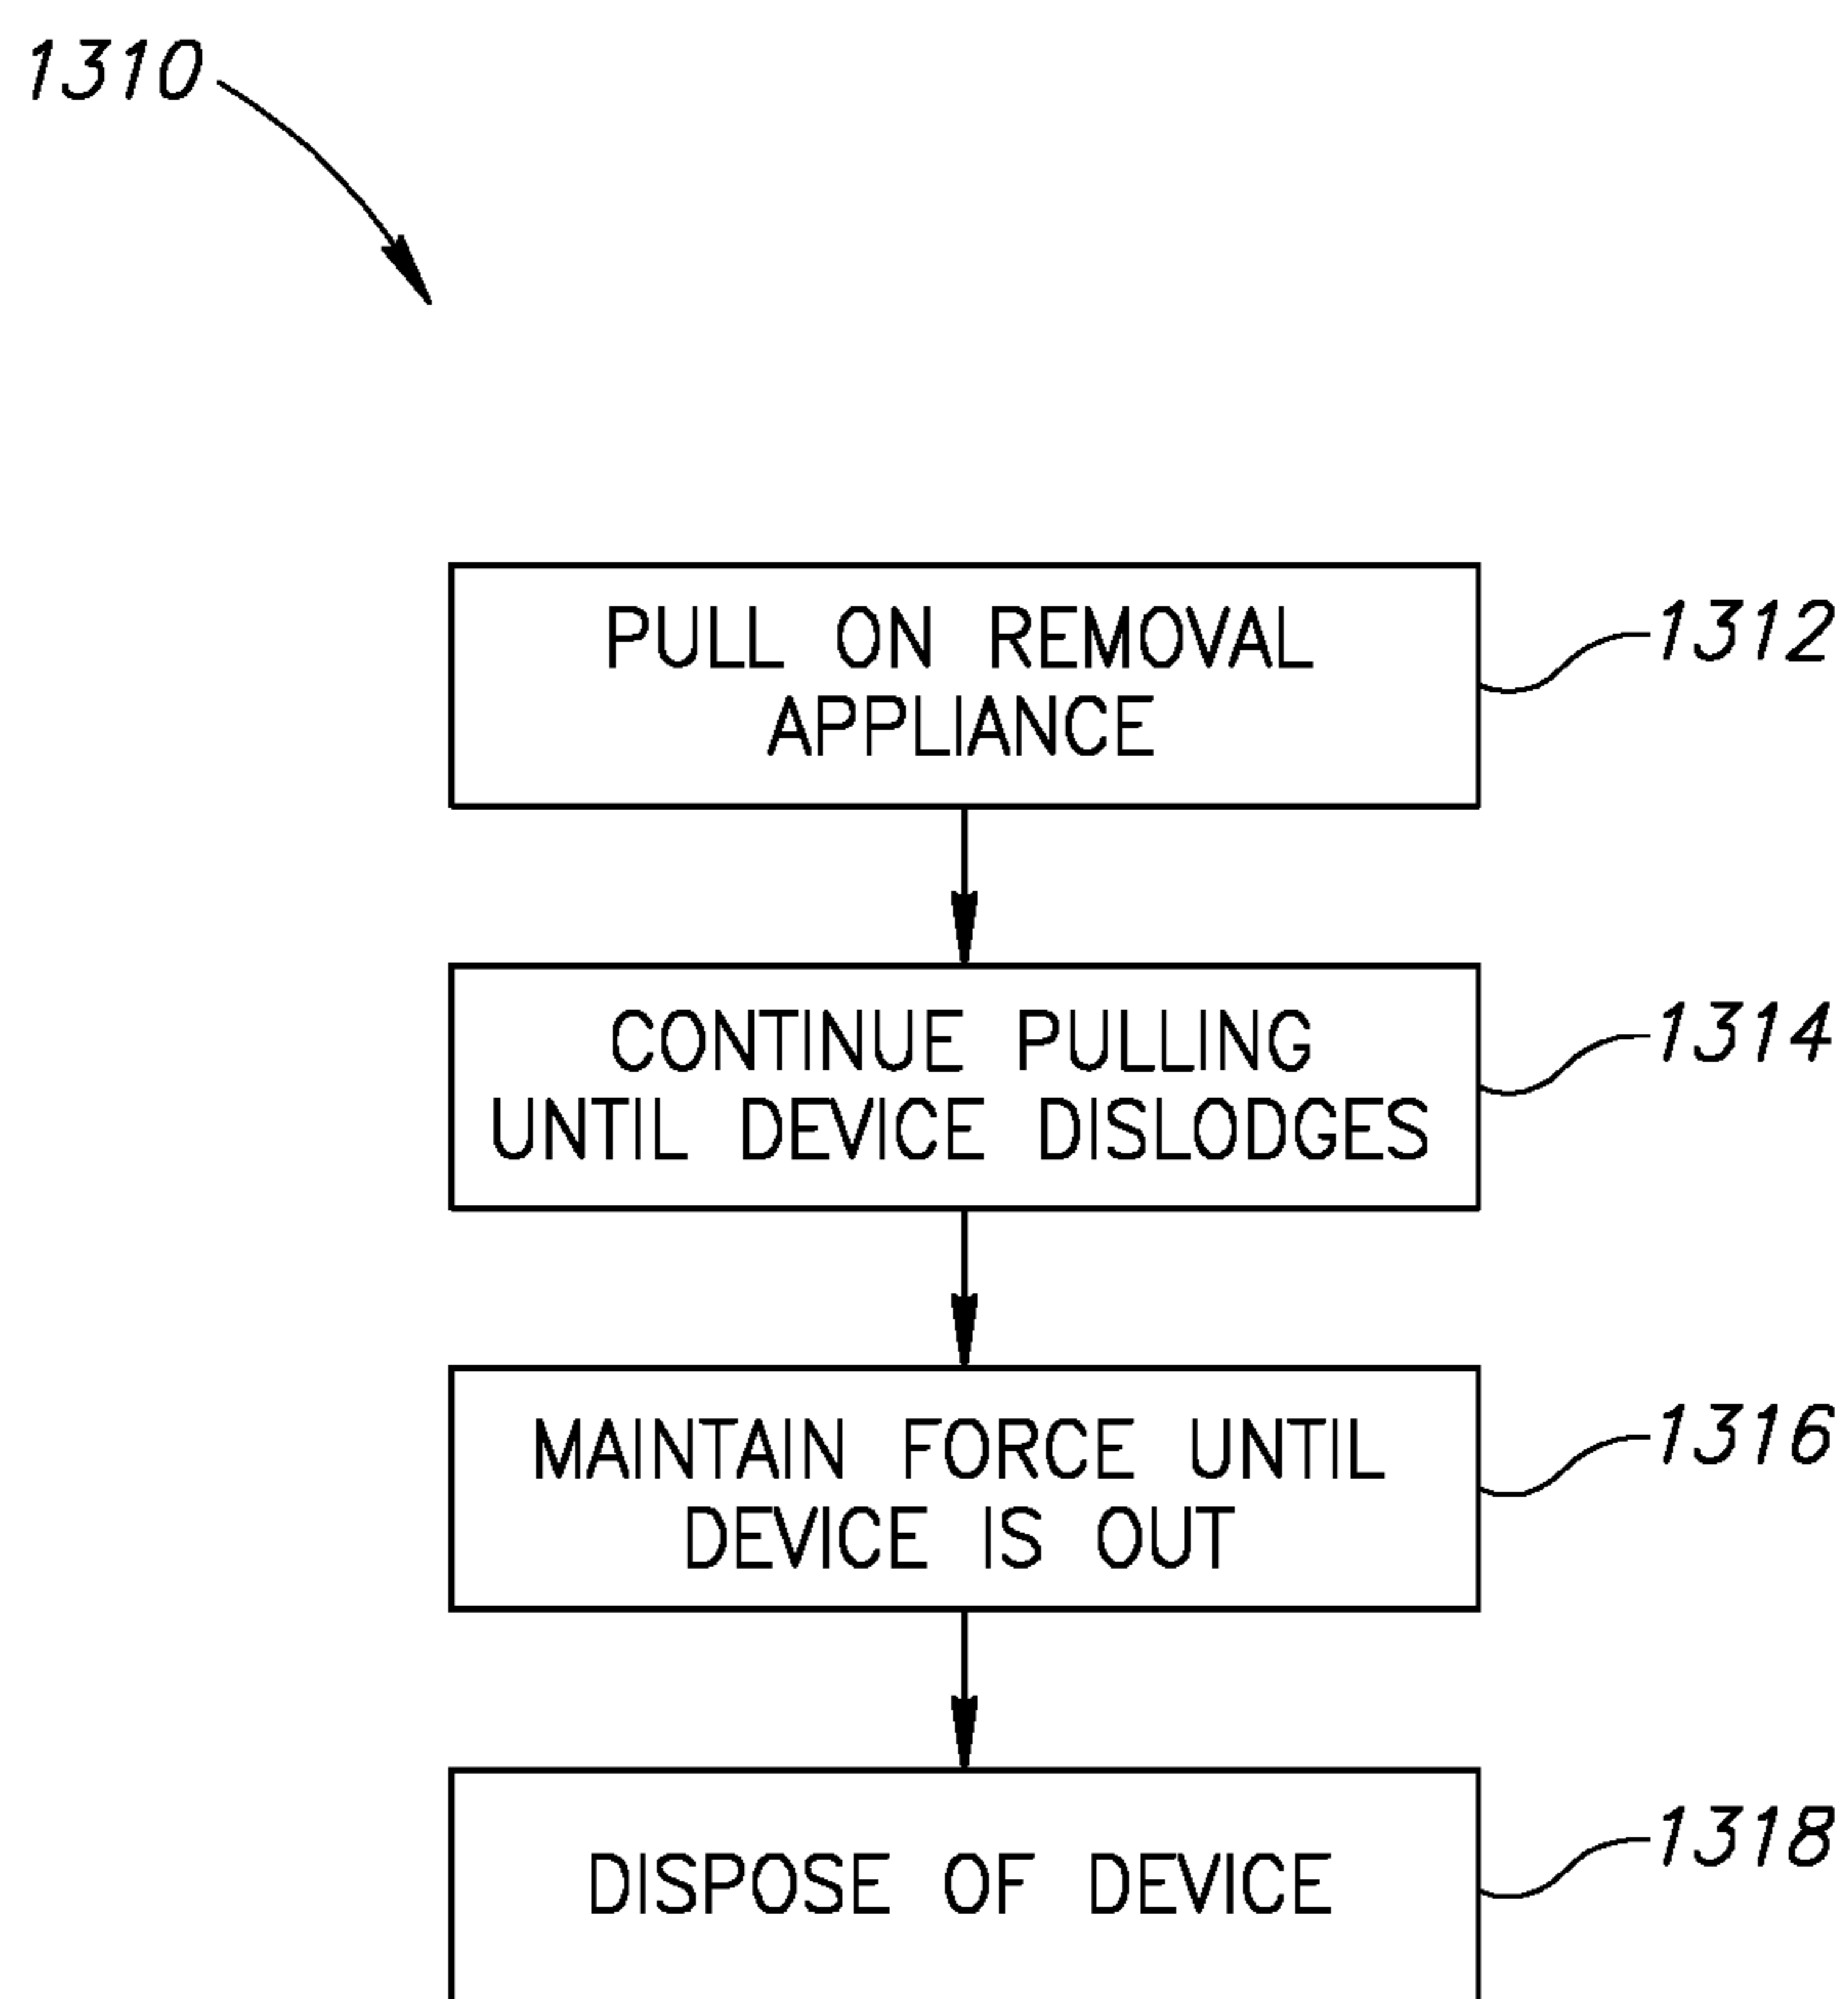 1310
PULL ON REMOVAL
APPLIANCE
1312
CONTINUE PULLING
UNTIL DEVICE DISLODGES
1314
MAINTAIN FORCE UNTIL
DEVICE IS OUT
1316
DISPOSE OF DEVICE
1318